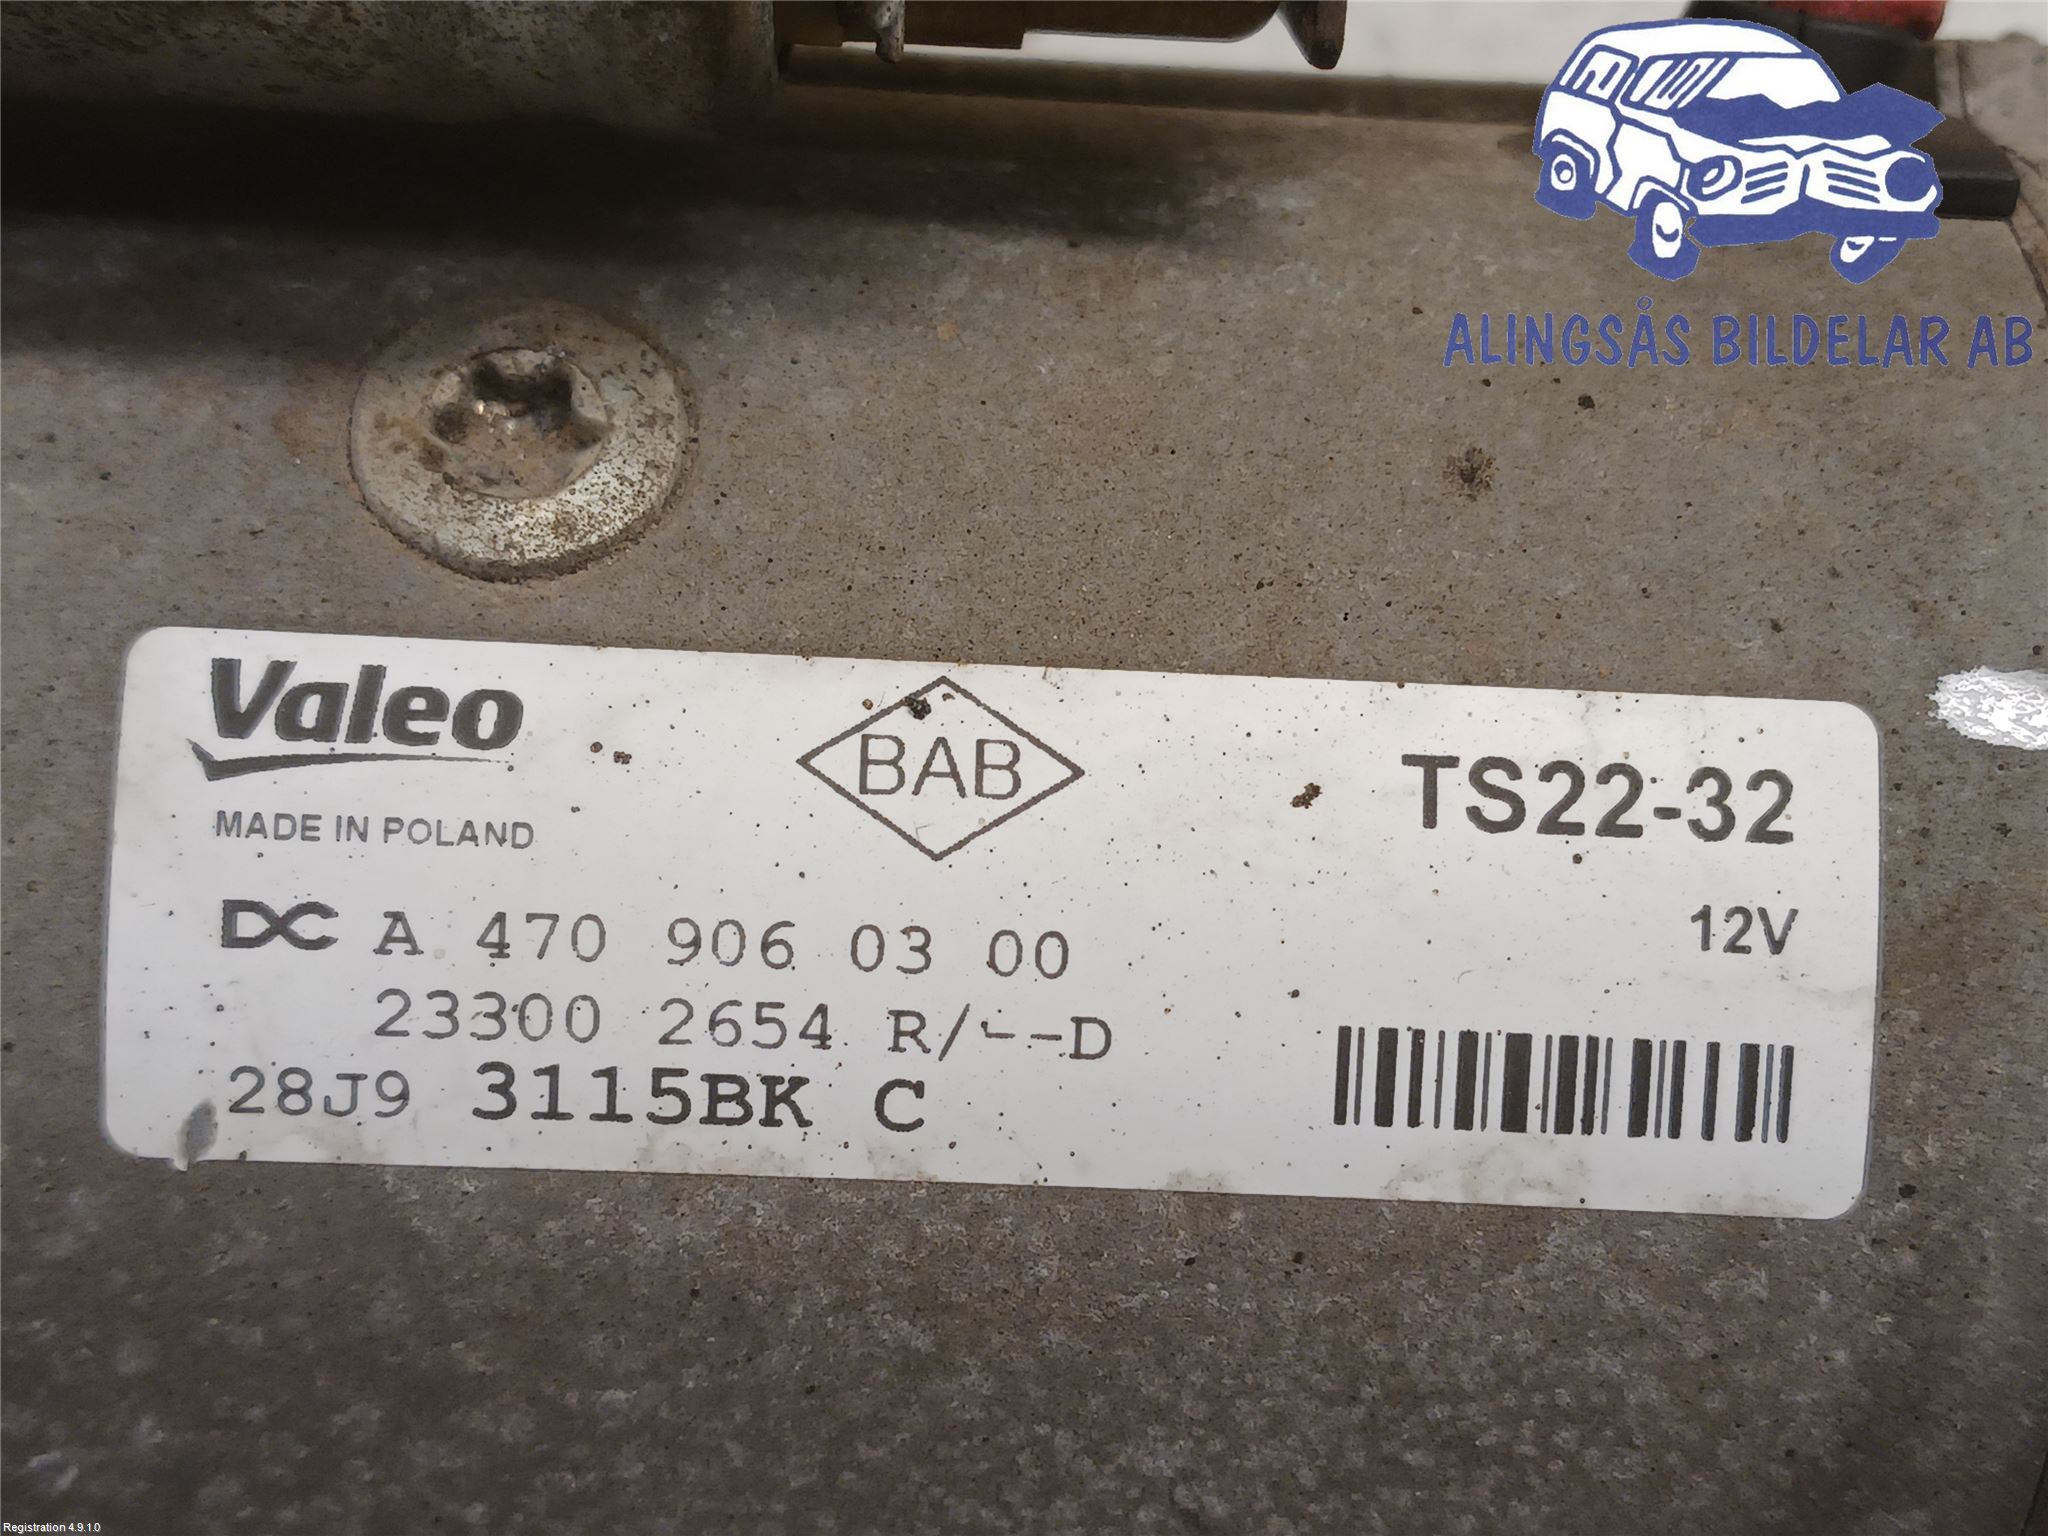 ALINGSÅS BILDELAR AB
Valeo
BAB
TS22-32
MADE IN POLAND
DC A 470 906 03 00
12V
23300 2654 R/---D
28J9 3115BK C
Registration 4.9.1.0